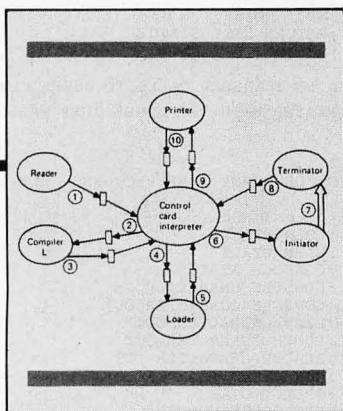 Printer
10
Reader
Terminator
9
8
1
Control
card
interpreter
7
2
Compiler
L
6
Initiator
3
4
5
Loader